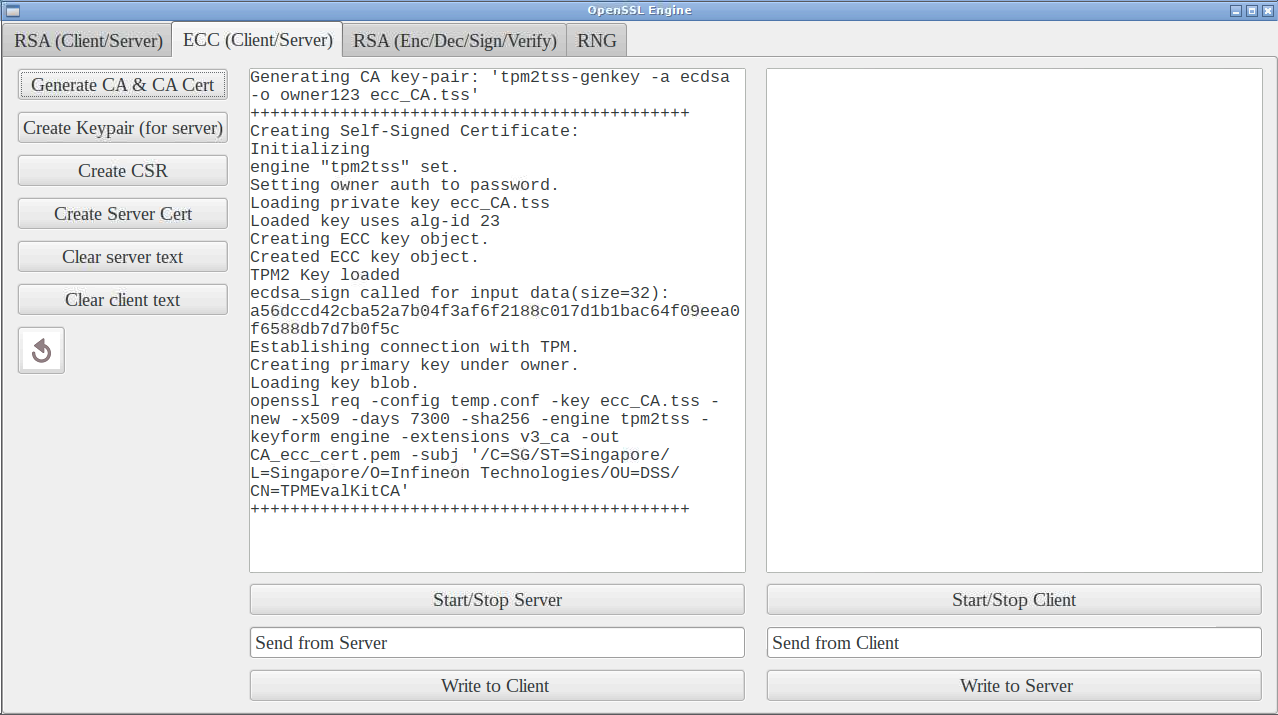 OpenSSL Engine
RSA (Client/Server)
ECC (Client/Server)
RSA (Enc/Dec/Sign/Verify)
RNG
Generate CA & CA Cert
Create Keypair (for server)
Create CSR
Create Server Cert
Clear server text
Clear client text
Generating CA key-pair: 'tpm2tss-genkey -a ecdsa
-o owner123 ecc_CA.tss'
++++++++++++++++++++++++++++++++++++++++++++
Creating Self-Signed Certificate:
Initializing
engine "tpm2tss" set.
Setting owner auth to password.
Loading private key ecc_CA.tss
Loaded key uses alg-id 23
Creating ECC key object.
Created ECC key object.
TPM2 Key loaded
ecdsa_sign called for input data(size=32):
a56dccd42cba52a7b04f3af6f2188c017d1b1bac64f09eea0
f6588db7d7b0f5c
Establishing connection with TPM.
Creating primary key under owner.
Loading key blob.
openssl req -config temp.conf -key ecc_CA.tss -
new -x509 -days 7300 -sha256 -engine tpm2tss -
keyform engine -extensions v3_ca -out
CA_ecc_cert.pem -subj '/C=SG/ST=Singapore/
L=Singapore/O=Infineon Technologies/OU=DSS/
CN=TPMEvalKitCA'
++++++++++++++++++++++++++++++++++++++++++++
Start/Stop Server
Send from Server
Write to Client
Start/Stop Client
Send from Client
Write to Server